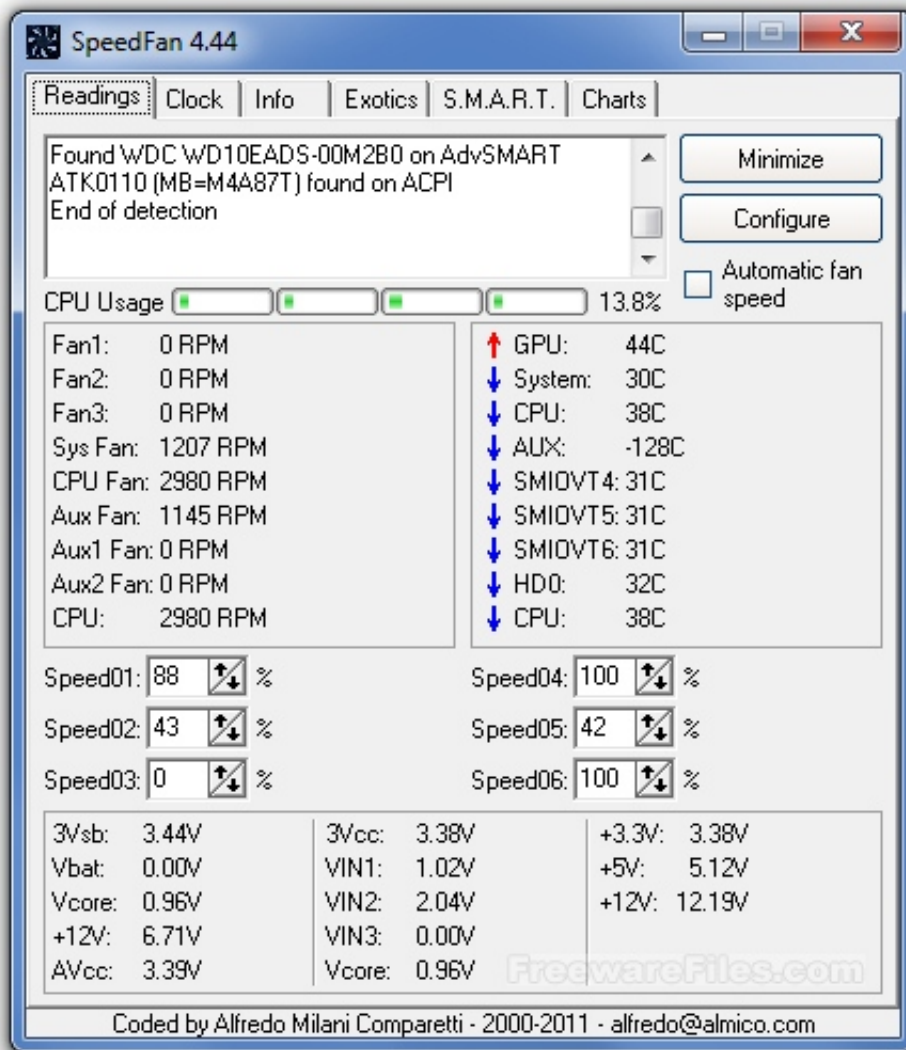 SpeedFan 4.44
Readings Clock Info Exotics S.M.A.R.T. Charts
Found WDC WD10EADS-00M2B0 on AdvSMART
ATK0110 (MB=M4A87T) found on ACPI
End of detection
Minimize
Configure
Automatic fan
speed
CPU Usage 13.8%
Fan1: 0 RPM
Fan2: 0 RPM
Fan3: 0 RPM
Sys Fan: 1207 RPM
CPU Fan: 2980 RPM
Aux Fan: 1145 RPM
Aux1 Fan: 0 RPM
Aux2 Fan: 0 RPM
CPU: 2980 RPM
GPU: 44C
System: 30C
CPU: 38C
AUX: -128C
SMIOVT4: 31C
SMIOVT5: 31C
SMIOVT6: 31C
HD0: 32C
CPU: 38C
Speed01: 88 %
Speed02: 43 %
Speed03: 0 %
Speed04: 100 %
Speed05: 42 %
Speed06: 100 %
3Vsb: 3.44V
Vbat: 0.00V
Vcore: 0.96V
+12V: 6.71V
AVcc: 3.39V
3Vcc: 3.38V
VIN1: 1.02V
VIN2: 2.04V
VIN3: 0.00V
Vcore: 0.96V
+3.3V: 3.38V
+5V: 5.12V
+12V: 12.19V
FreewareFiles.com
Coded by Alfredo Milani Comparetti - 2000-2011 - alfredo@almico.com